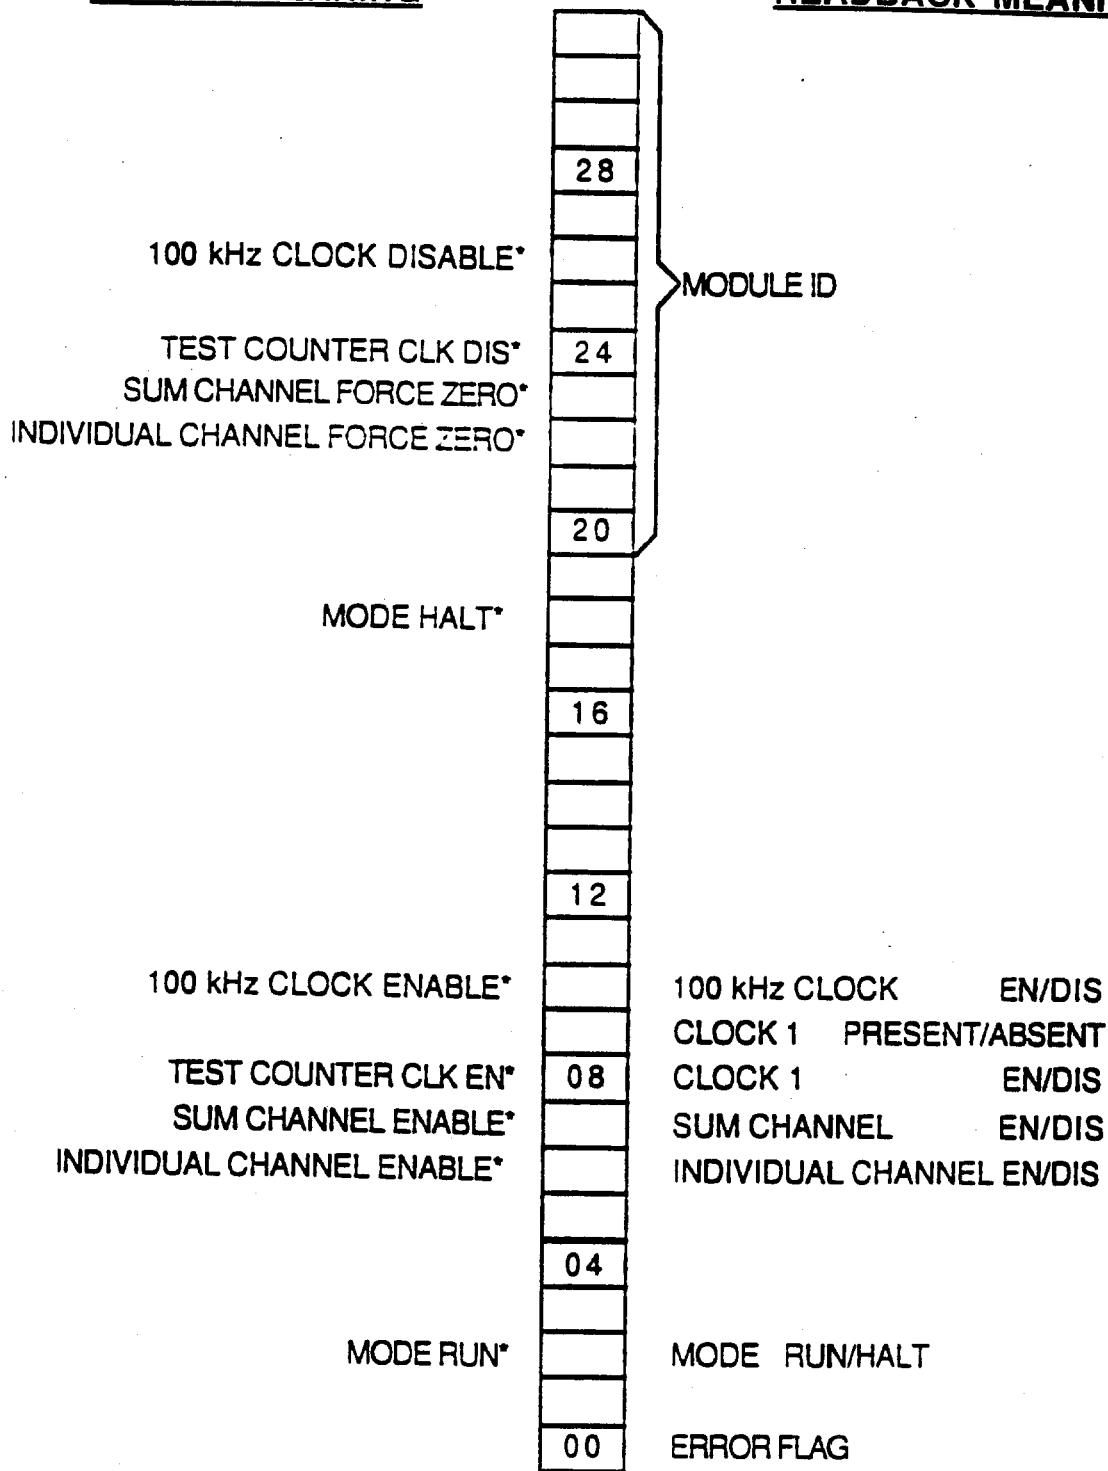 28
100 kHz CLOCK DISABLE*
MODULE ID
TEST COUNTER CLK DIS* 24
SUM CHANNEL FORCE ZERO*
INDIVIDUAL CHANNEL FORCE ZERO*
20
MODE HALT*
16
12
100 kHz CLOCK ENABLE* 100 kHz CLOCK EN/DIS
CLOCK 1 PRESENT/ABSENT
TEST COUNTER CLK EN* 08 CLOCK 1 EN/DIS
SUM CHANNEL ENABLE* SUM CHANNEL EN/DIS
INDIVIDUAL CHANNEL ENABLE* INDIVIDUAL CHANNEL EN/DIS
04
MODE RUN* MODE RUN/HALT
00 ERROR FLAG